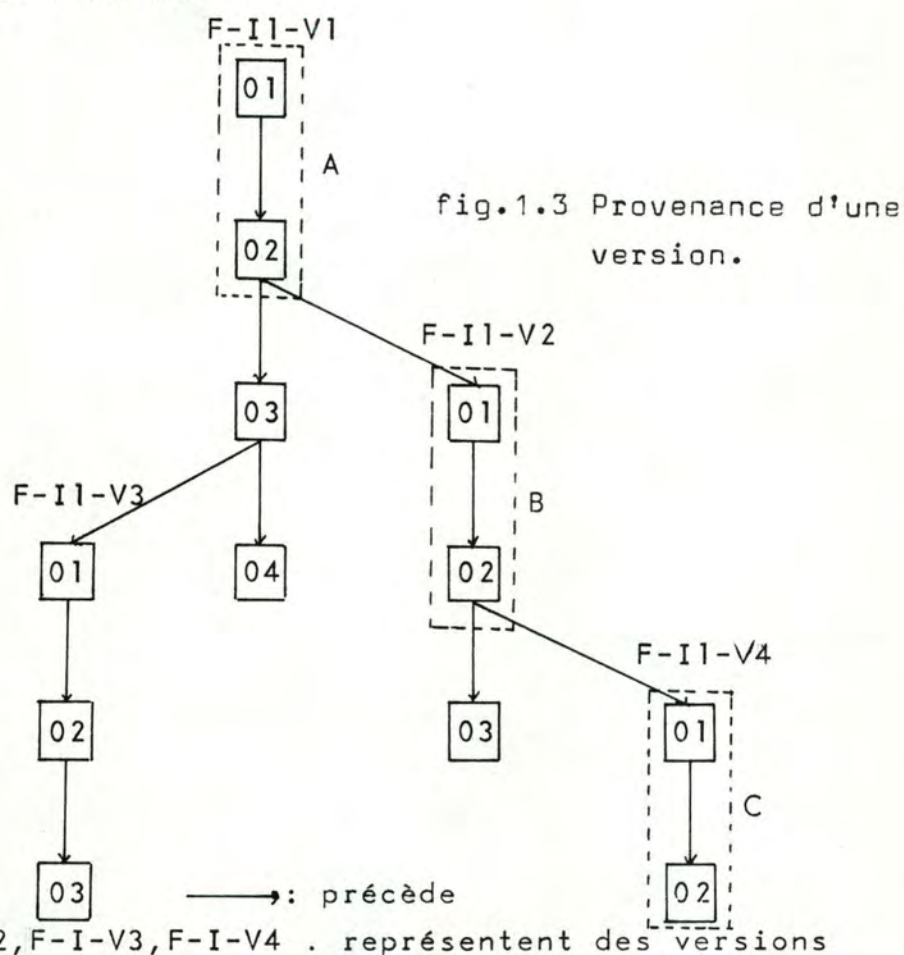 F-I1-V1
01
A
02
fig.1.3 Provenance d'une
version.
F-I1-V2
03
01
F-I1-V3
B
01
04
02
F-I1-V4
02
03
01
C
03
02
: précède
2,F-I-V3,F-I-V4 . représentent des versions